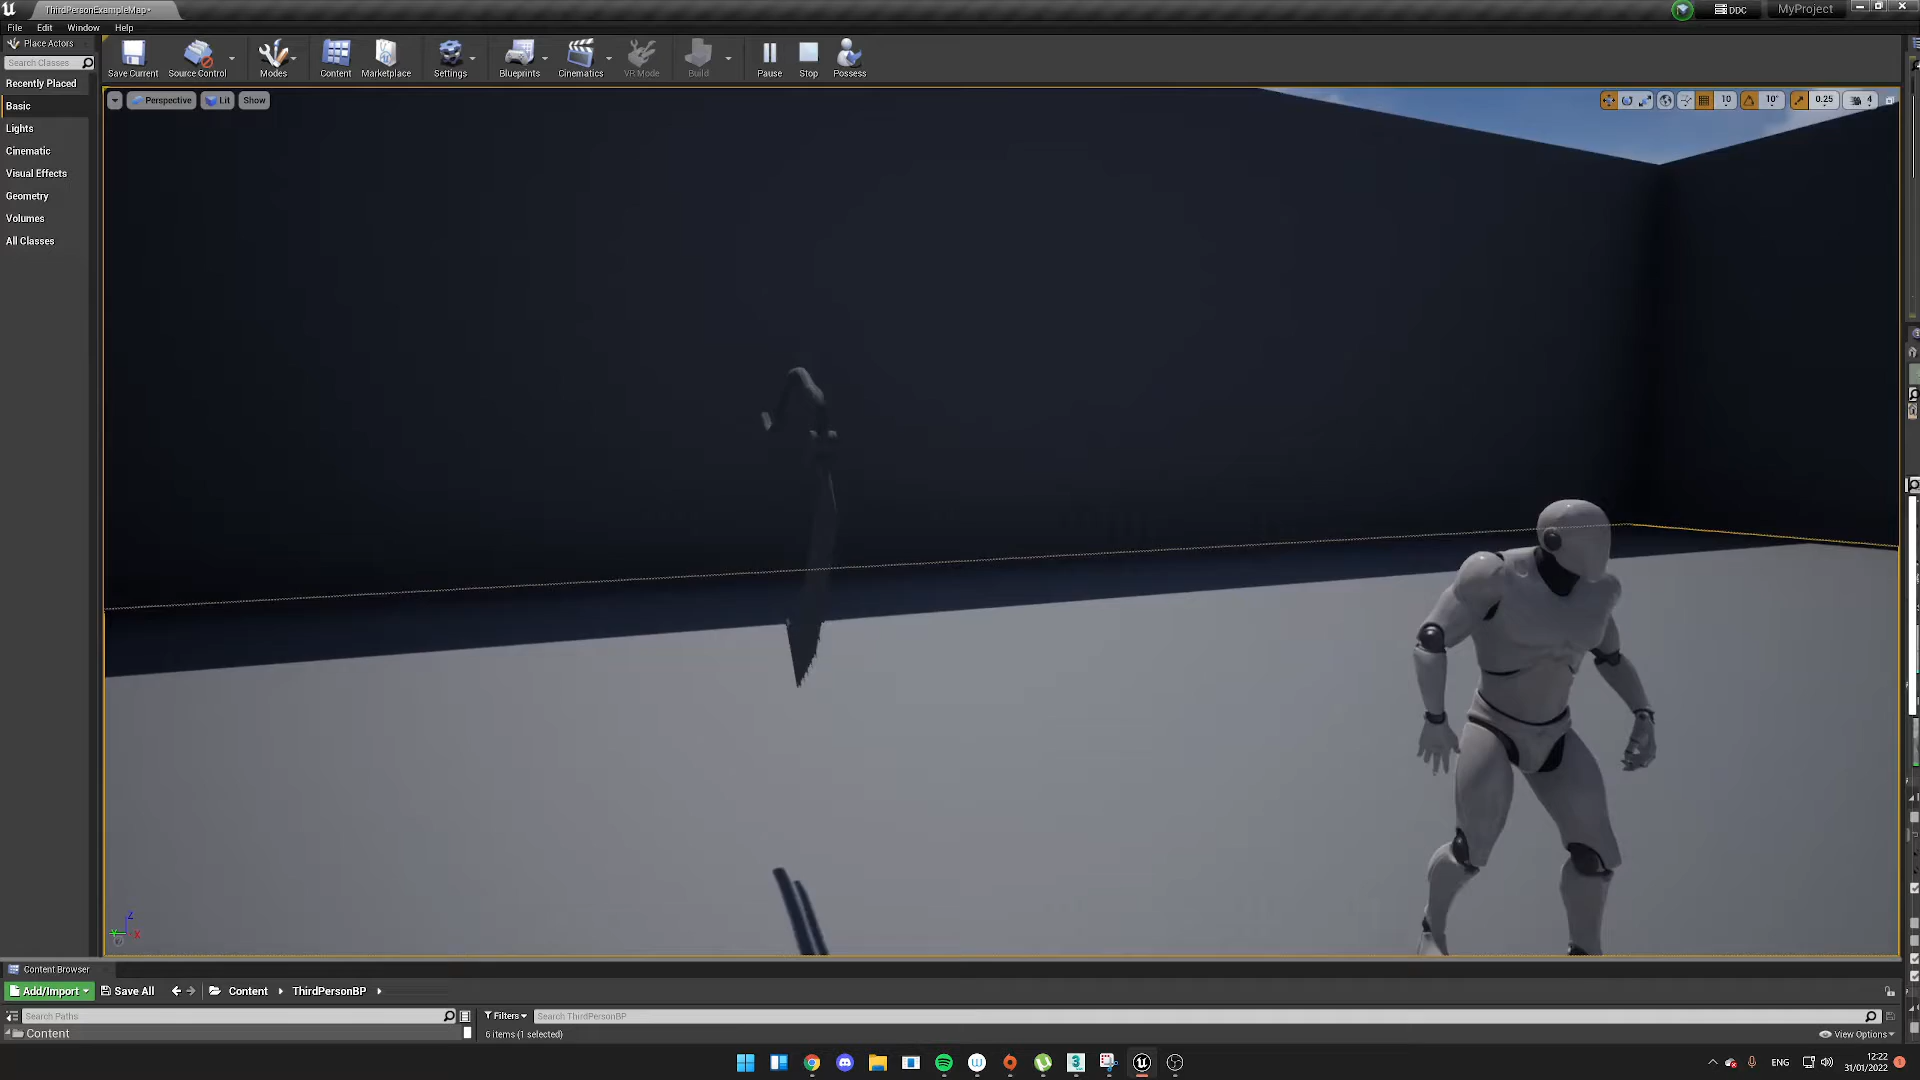 ThirdPersonExampleMap*
DDC
MyProject
File Edit Window Help
Place Actors
Search Classes
Recently Placed
Basic
Lights
Cinematic
Visual Effects
Geometry
Volumes
All Classes
Save Current
Source Control
Modes
Content
Marketplace
Settings
Blueprints
Cinematics
VR Mode
Build
Pause
Stop
Possess
Perspective
Lit
Show
10
10°
0.25
4
Z
Y
X
Content Browser
Add/Import
Save All
Content
ThirdPersonBP
Search Paths
Filters
Search ThirdPersonBP
Content
6 items (1 selected)
View Options
ENG
12:22
31/01/2022
1